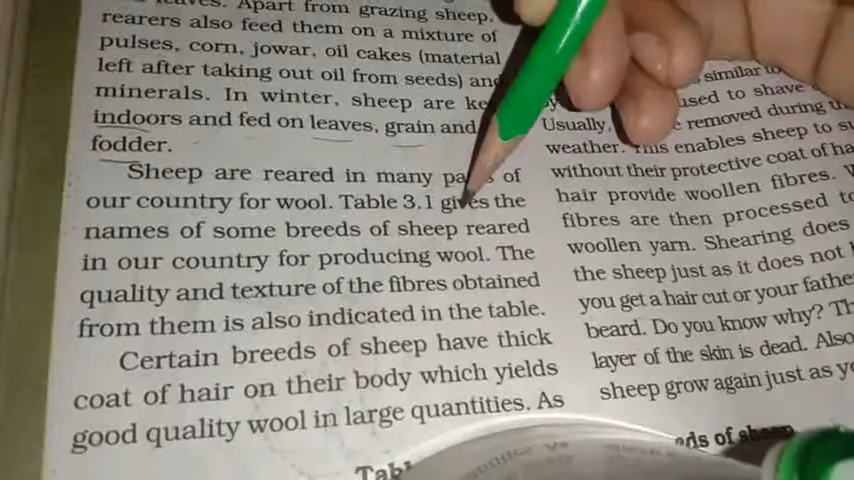 leaves. Apart from grazing sheep,
rearers also feed them on a mixture of
pulses, corn, jowar, oil cakes (material
left after taking out oil from seeds) and
minerals. In winter, sheep are
indoors and fed on leaves, grain and
fodder.
Sheep are reared in many of
our country for wool. Table 3.1 gives the
names of some breeds of sheep reared
in our country for producing wool. The
quality and texture of the fibres obtained
from them is also indicated in the table.
Certain breeds of sheep have thick
coat of hair on their body which yields
good quality wool in large quantities. As
similar to
used to shave
Usually, removed during
weather. This enables sheep to
without their protective coat of
hair provide woollen fibres.
fibres are then processed to
woollen yarn. Shearing does
the sheep just as it does not
you get a hair cut or your
beard. Do you know why?
layer of the skin is dead. Also
sheep grow again just as
of sheep